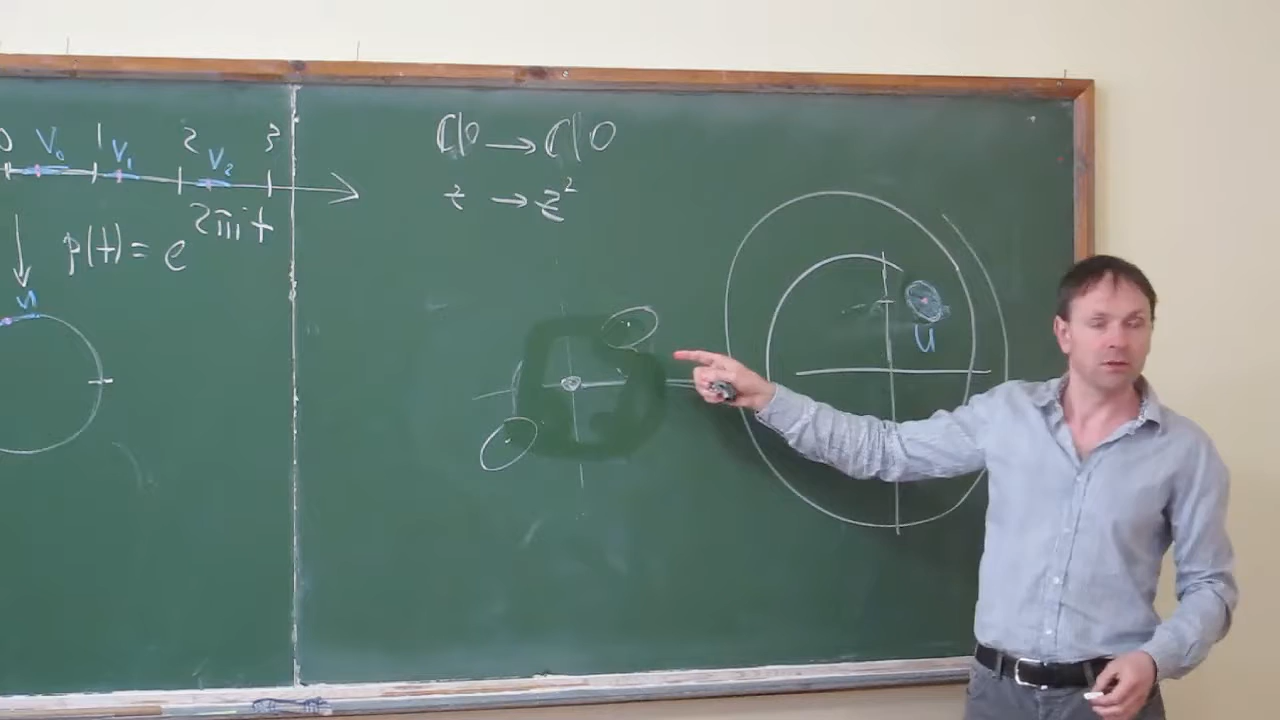 0 V₀ 1 V₁ 2 V₂ 3
p(t) = e^{2πit}
u
ℂ\0 → ℂ\0
z → z²
U